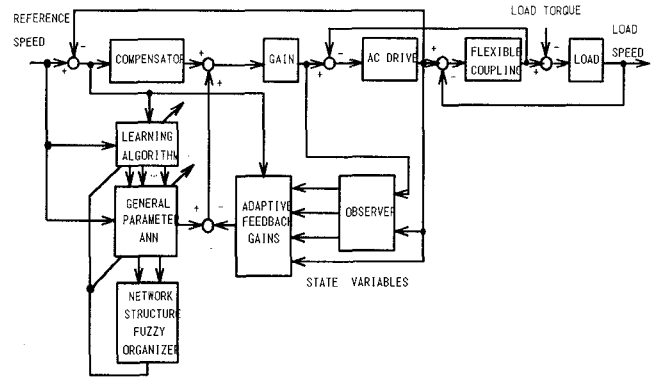 REFERENCE
SPEED
LOAD TORQUE
LOAD
SPEED
COMPENSATOR
GAIN
AC DRIVE
FLEXIBLE
COUPLING
LOAD
LEARNING
ALGORITHM
...
GENERAL
PARAMETER
ANN
ADAPTIVE
FEEDBACK
GAINS
OBSERVER
STATE VARIABLES
NETWORK
STRUCTURE
FUZZY
ORGANIZER